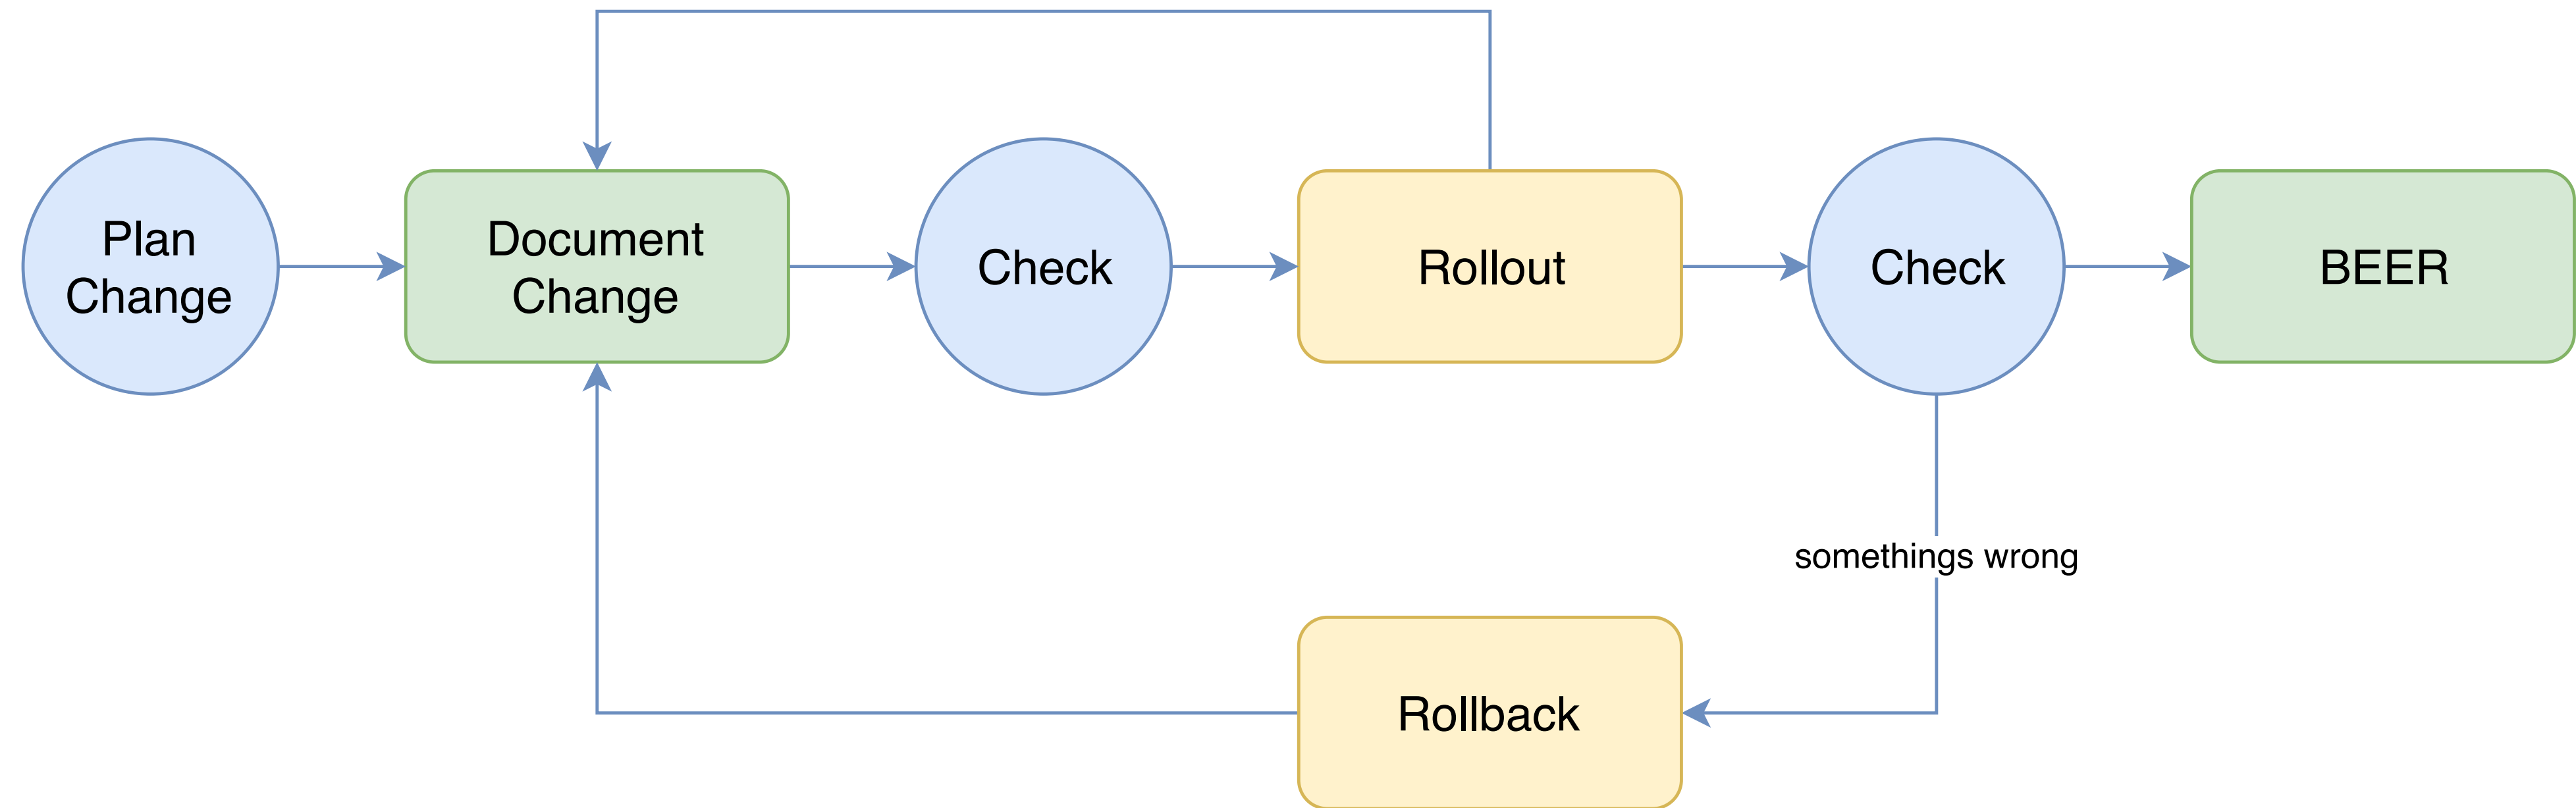 Plan
Change
Document
Change
Check
Rollout
Check
BEER
somethings wrong
Rollback